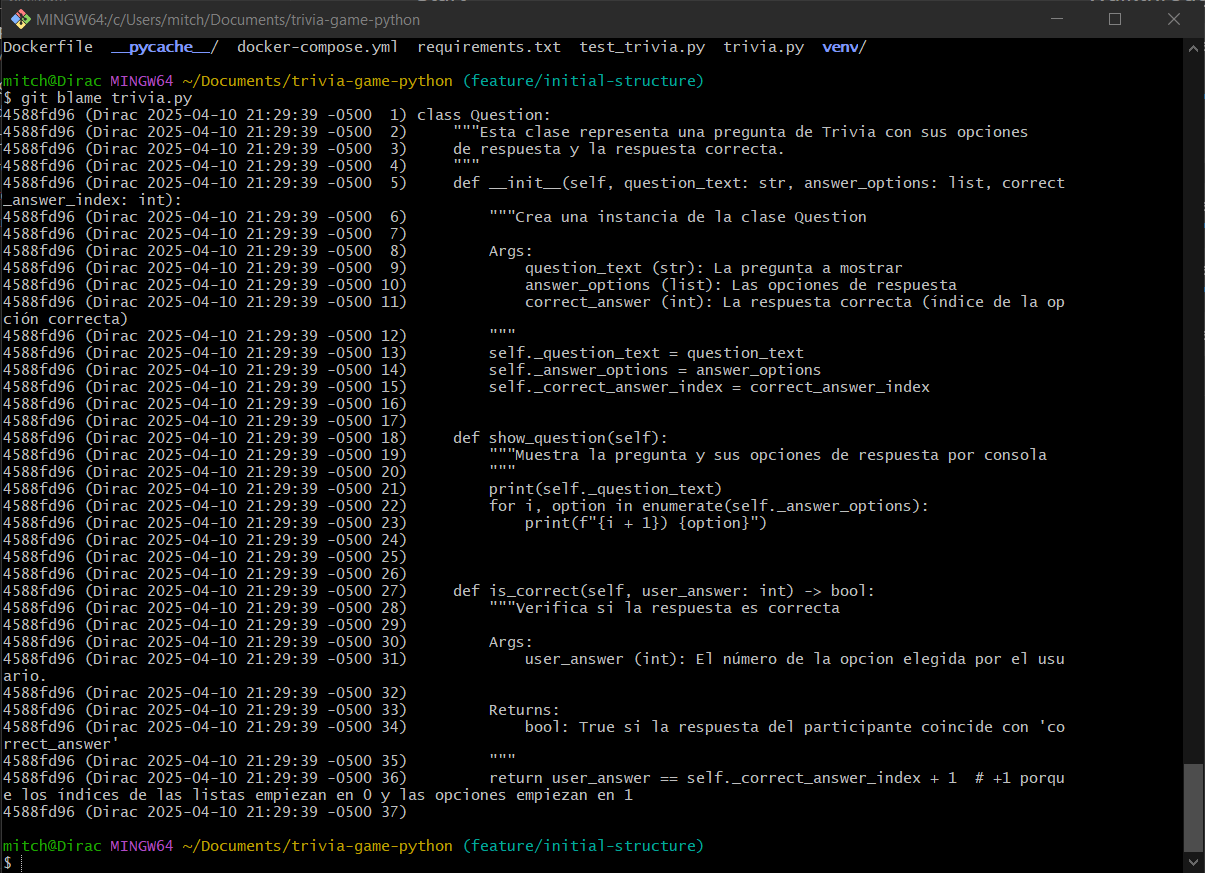 MINGW64:/c/Users/mitch/Documents/trivia-game-python
Dockerfile  __pycache__/  docker-compose.yml  requirements.txt  test_trivia.py  trivia.py  venv/
mitch@Dirac MINGW64 ~/Documents/trivia-game-python (feature/initial-structure)
$ git blame trivia.py
4588fd96 (Dirac 2025-04-10 21:29:39 -0500  1) class Question:
4588fd96 (Dirac 2025-04-10 21:29:39 -0500  2)     """Esta clase representa una pregunta de Trivia con sus opciones
4588fd96 (Dirac 2025-04-10 21:29:39 -0500  3)     de respuesta y la respuesta correcta.
4588fd96 (Dirac 2025-04-10 21:29:39 -0500  4)     """
4588fd96 (Dirac 2025-04-10 21:29:39 -0500  5)     def __init__(self, question_text: str, answer_options: list, correct
_answer_index: int):
4588fd96 (Dirac 2025-04-10 21:29:39 -0500  6)         """Crea una instancia de la clase Question
4588fd96 (Dirac 2025-04-10 21:29:39 -0500  7)
4588fd96 (Dirac 2025-04-10 21:29:39 -0500  8)         Args:
4588fd96 (Dirac 2025-04-10 21:29:39 -0500  9)             question_text (str): La pregunta a mostrar
4588fd96 (Dirac 2025-04-10 21:29:39 -0500 10)             answer_options (list): Las opciones de respuesta
4588fd96 (Dirac 2025-04-10 21:29:39 -0500 11)             correct_answer (int): La respuesta correcta (índice de la op
ción correcta)
4588fd96 (Dirac 2025-04-10 21:29:39 -0500 12)         """
4588fd96 (Dirac 2025-04-10 21:29:39 -0500 13)         self._question_text = question_text
4588fd96 (Dirac 2025-04-10 21:29:39 -0500 14)         self._answer_options = answer_options
4588fd96 (Dirac 2025-04-10 21:29:39 -0500 15)         self._correct_answer_index = correct_answer_index
4588fd96 (Dirac 2025-04-10 21:29:39 -0500 16)
4588fd96 (Dirac 2025-04-10 21:29:39 -0500 17)
4588fd96 (Dirac 2025-04-10 21:29:39 -0500 18)     def show_question(self):
4588fd96 (Dirac 2025-04-10 21:29:39 -0500 19)         """Muestra la pregunta y sus opciones de respuesta por consola
4588fd96 (Dirac 2025-04-10 21:29:39 -0500 20)         """
4588fd96 (Dirac 2025-04-10 21:29:39 -0500 21)         print(self._question_text)
4588fd96 (Dirac 2025-04-10 21:29:39 -0500 22)         for i, option in enumerate(self._answer_options):
4588fd96 (Dirac 2025-04-10 21:29:39 -0500 23)             print(f"{i + 1}) {option}")
4588fd96 (Dirac 2025-04-10 21:29:39 -0500 24)
4588fd96 (Dirac 2025-04-10 21:29:39 -0500 25)
4588fd96 (Dirac 2025-04-10 21:29:39 -0500 26)
4588fd96 (Dirac 2025-04-10 21:29:39 -0500 27)     def is_correct(self, user_answer: int) -> bool:
4588fd96 (Dirac 2025-04-10 21:29:39 -0500 28)         """Verifica si la respuesta es correcta
4588fd96 (Dirac 2025-04-10 21:29:39 -0500 29)
4588fd96 (Dirac 2025-04-10 21:29:39 -0500 30)         Args:
4588fd96 (Dirac 2025-04-10 21:29:39 -0500 31)             user_answer (int): El número de la opcion elegida por el usu
ario.
4588fd96 (Dirac 2025-04-10 21:29:39 -0500 32)
4588fd96 (Dirac 2025-04-10 21:29:39 -0500 33)         Returns:
4588fd96 (Dirac 2025-04-10 21:29:39 -0500 34)             bool: True si la respuesta del participante coincide con 'co
rrect_answer'
4588fd96 (Dirac 2025-04-10 21:29:39 -0500 35)         """
4588fd96 (Dirac 2025-04-10 21:29:39 -0500 36)         return user_answer == self._correct_answer_index + 1  # +1 porqu
e los índices de las listas empiezan en 0 y las opciones empiezan en 1
4588fd96 (Dirac 2025-04-10 21:29:39 -0500 37)
mitch@Dirac MINGW64 ~/Documents/trivia-game-python (feature/initial-structure)
$